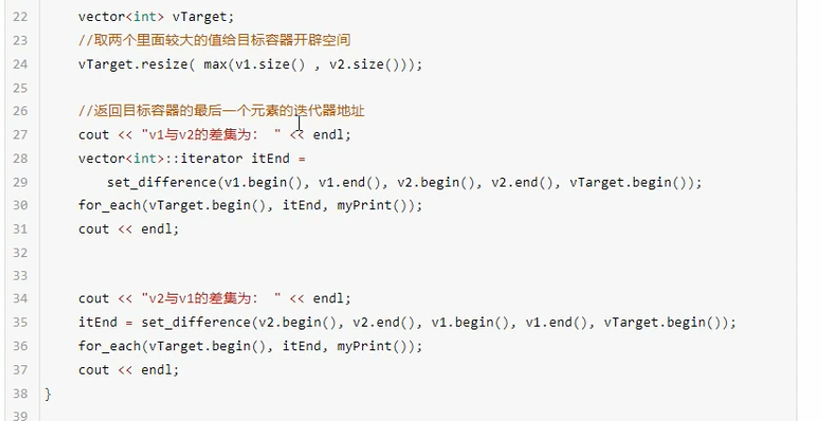 22 vector<int> vTarget;
23 //取两个里面较大的值给目标容器开辟空间
24 vTarget.resize( max(v1.size() , v2.size()));
25
26 //返回目标容器的最后一个元素的迭代器地址
27 cout << "v1与v2的差集为： " << endl;
28 vector<int>::iterator itEnd =
29 set_difference(v1.begin(), v1.end(), v2.begin(), v2.end(), vTarget.begin());
30 for_each(vTarget.begin(), itEnd, myPrint());
31 cout << endl;
32
33
34 cout << "v2与v1的差集为： " << endl;
35 itEnd = set_difference(v2.begin(), v2.end(), v1.begin(), v1.end(), vTarget.begin());
36 for_each(vTarget.begin(), itEnd, myPrint());
37 cout << endl;
38 }
39